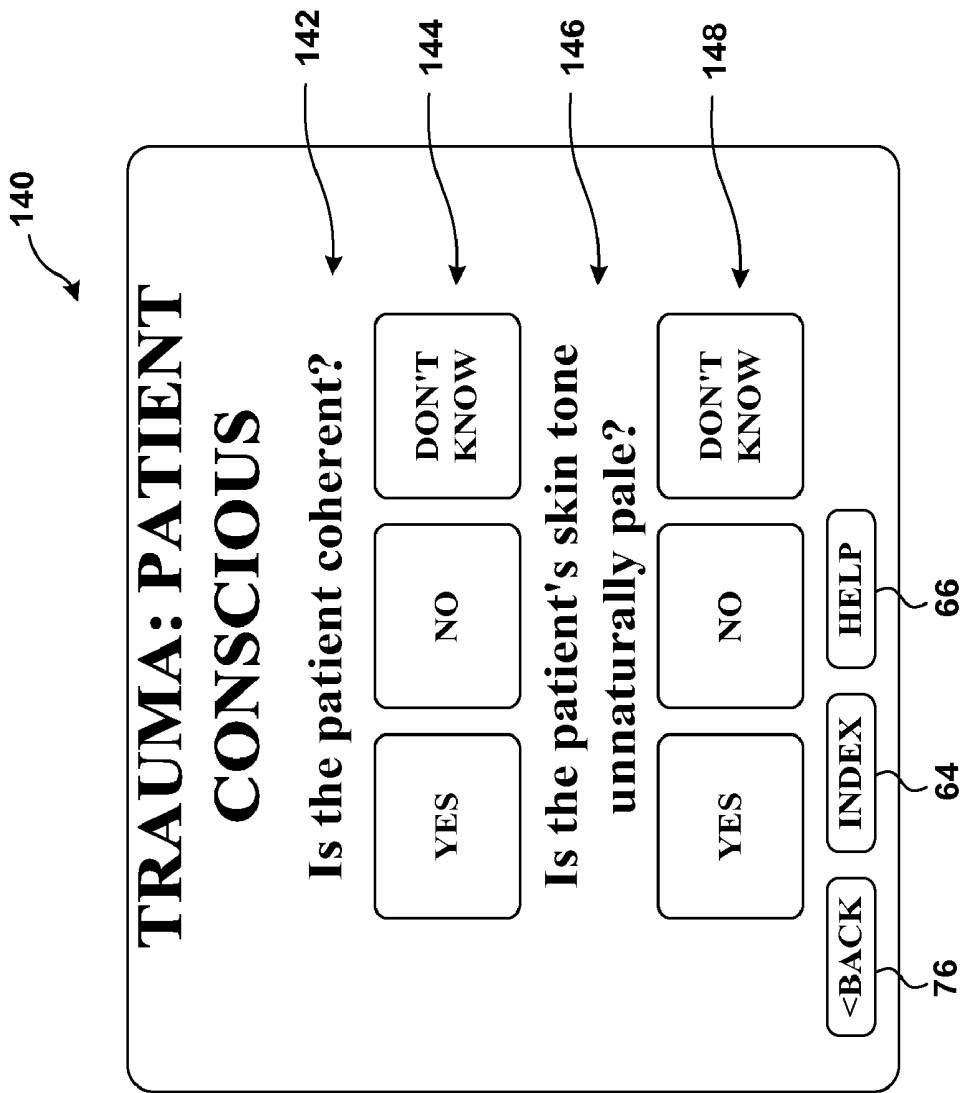 140
TRAUMA: PATIENT
CONSCIOUS
Is the patient coherent?
142
YES
NO
DON'T
KNOW
144
Is the patient's skin tone
unnaturally pale?
146
YES
NO
DON'T
KNOW
148
<BACK
INDEX
HELP
76
64
66